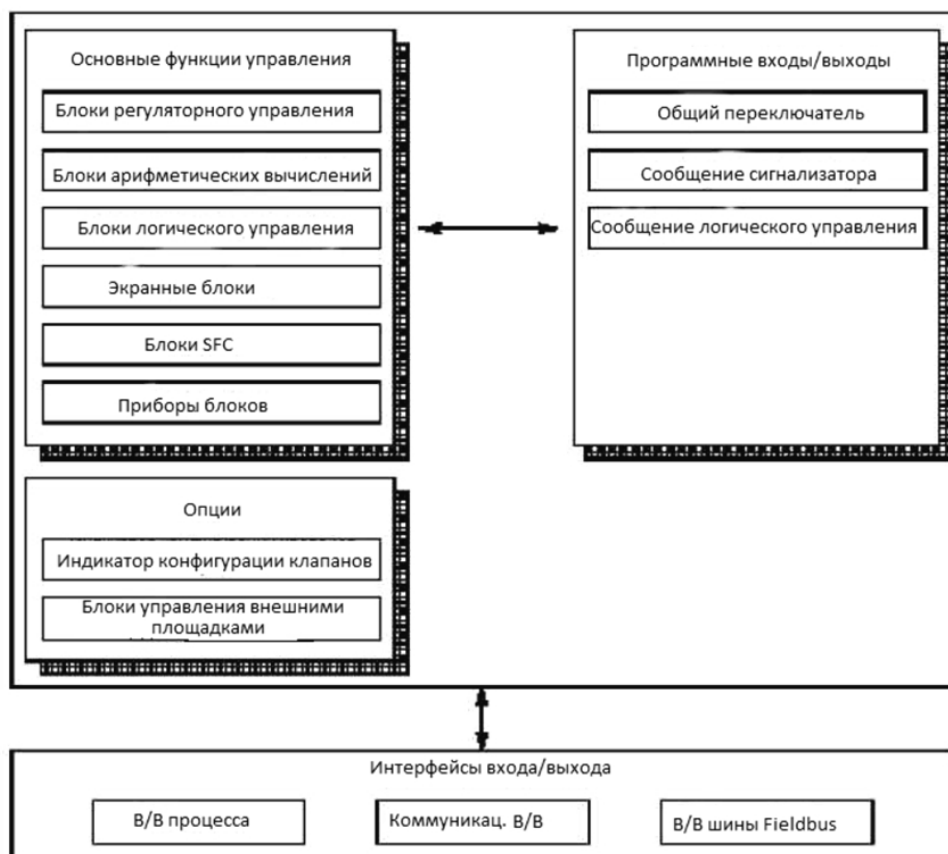 Основные функции управления
Блоки регуляторного управления
Блоки арифметических вычислений
Блоки логического управления
Экранные блоки
Блоки SFC
Приборы блоков
Программные входы/выходы
Общий переключатель
Сообщение сигнализатора
Сообщение логического управления
Опции
Индикатор конфигурации клапанов
Блоки управления внешними
площадками
Интерфейсы входа/выхода
В/В процесса
Коммуникац. В/В
В/В шины Fieldbus